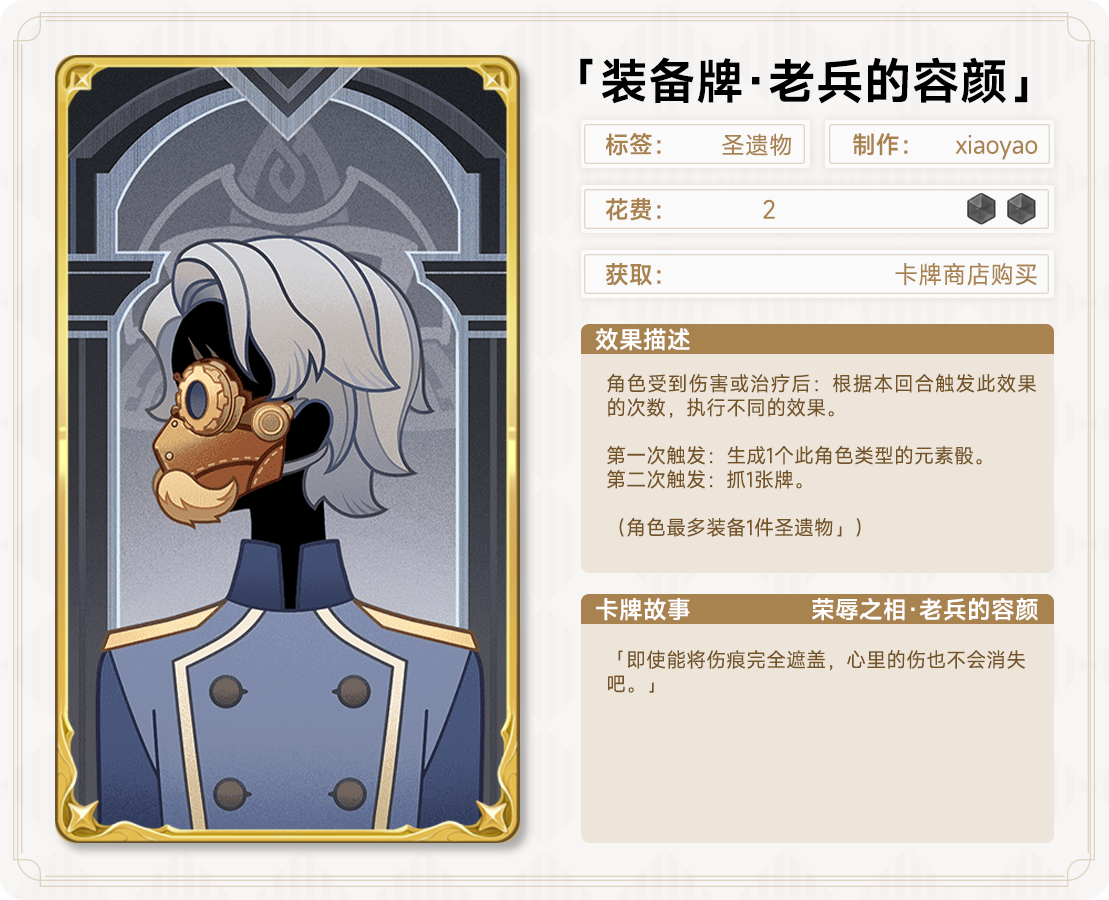 「装备牌·老兵的容颜」
标签： 圣遗物 制作： xiaoyao
花费： 2
获取： 卡牌商店购买
效果描述
角色受到伤害或治疗后：根据本回合触发此效果
的次数，执行不同的效果。
第一次触发：生成1个此角色类型的元素骰。
第二次触发：抓1张牌。
（角色最多装备1件圣遗物」）
卡牌故事 荣辱之相·老兵的容颜
「即使能将伤痕完全遮盖，心里的伤也不会消失
吧。」